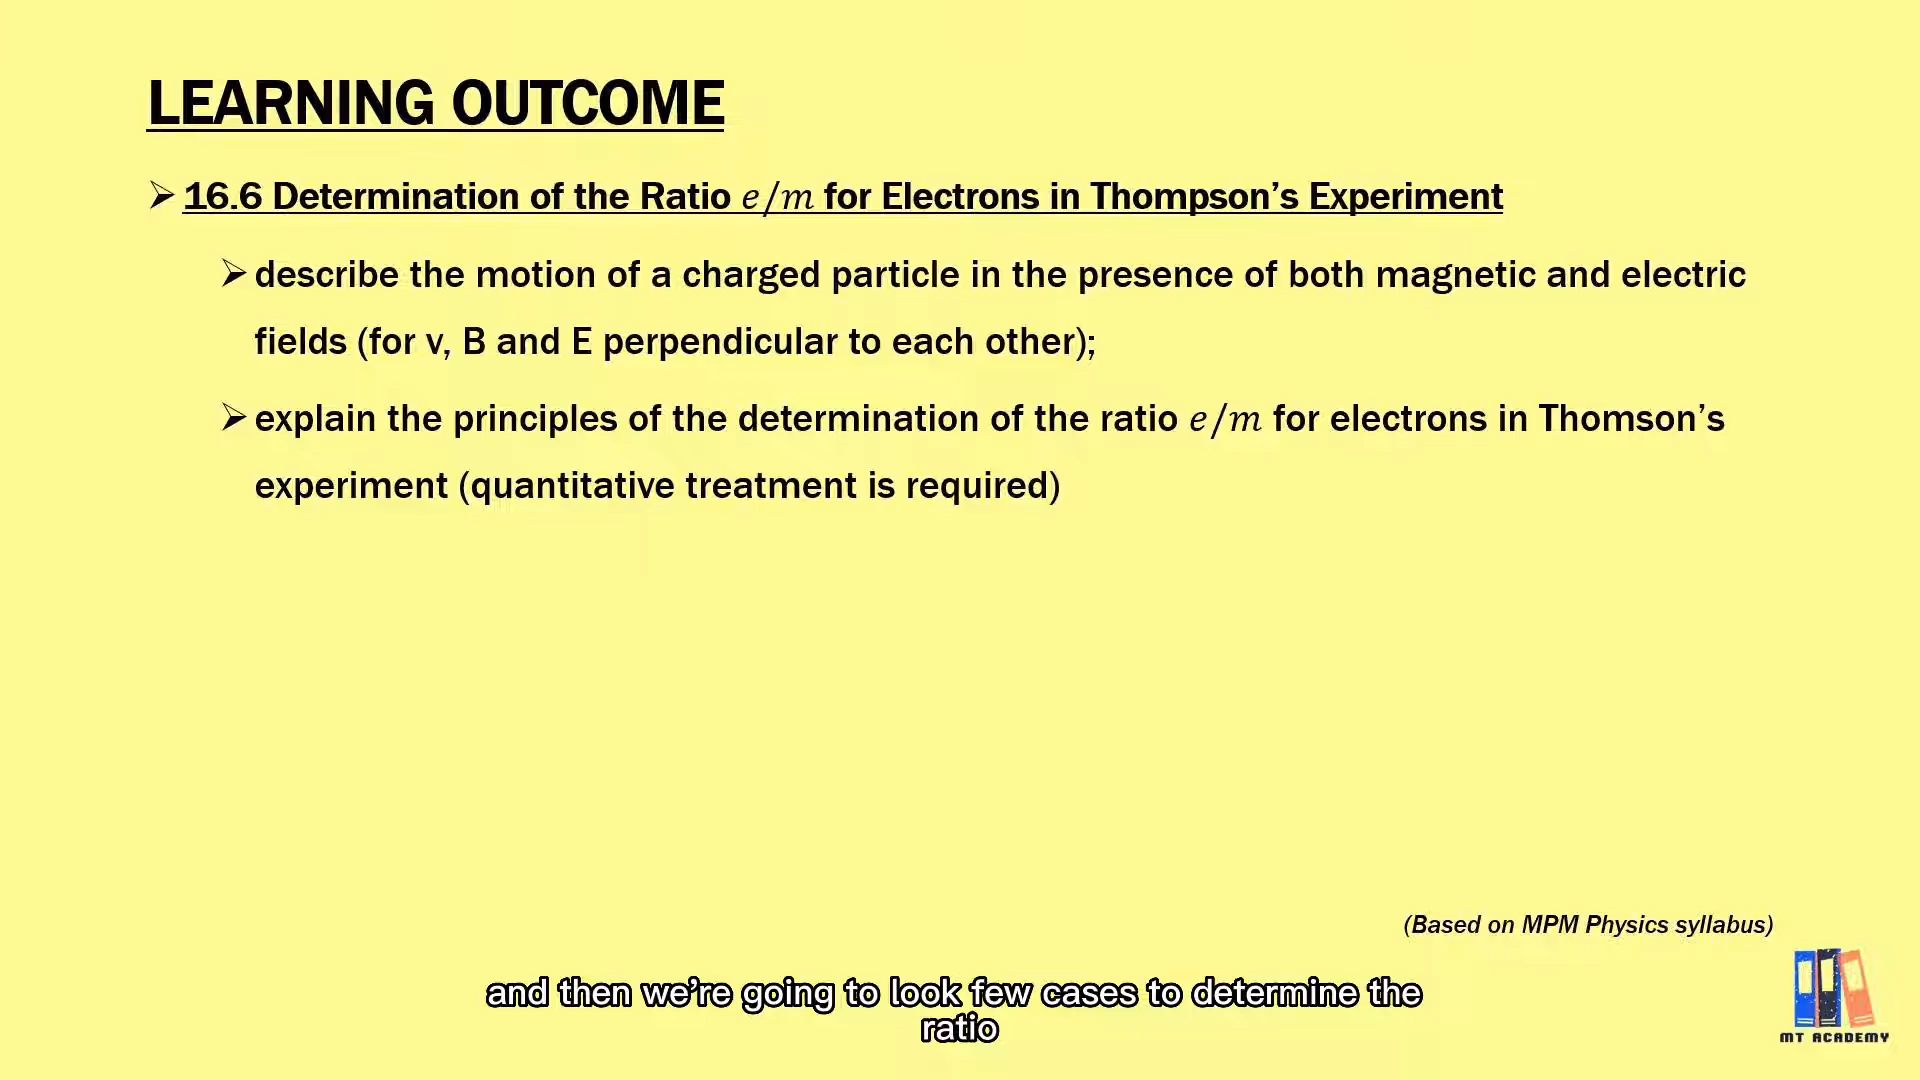 LEARNING OUTCOME
➢ 16.6 Determination of the Ratio e/m for Electrons in Thompson’s Experiment
➢ describe the motion of a charged particle in the presence of both magnetic and electric
fields (for v, B and E perpendicular to each other);
➢ explain the principles of the determination of the ratio e/m for electrons in Thomson’s
experiment (quantitative treatment is required)
(Based on MPM Physics syllabus)
and then we’re going to look few cases to determine the
ratio
MT ACADEMY